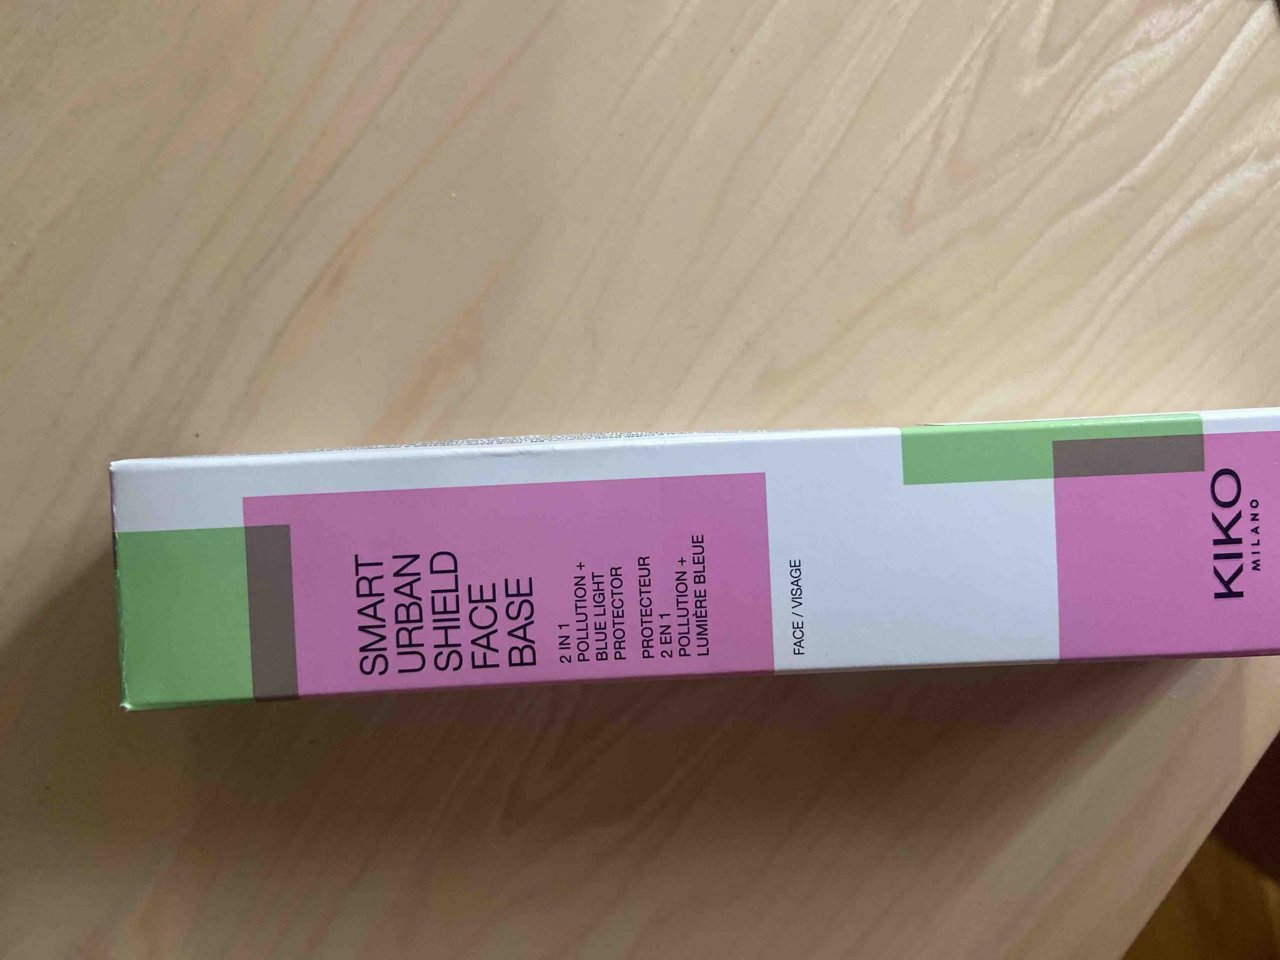 SMART
URBAN
SHIELD
FACE
BASE
2 IN 1
POLLUTION +
BLUE LIGHT
PROTECTOR
PROTECTEUR
2 EN 1
POLLUTION +
LUMIÈRE BLEUE
FACE / VISAGE
KIKO
MILANO